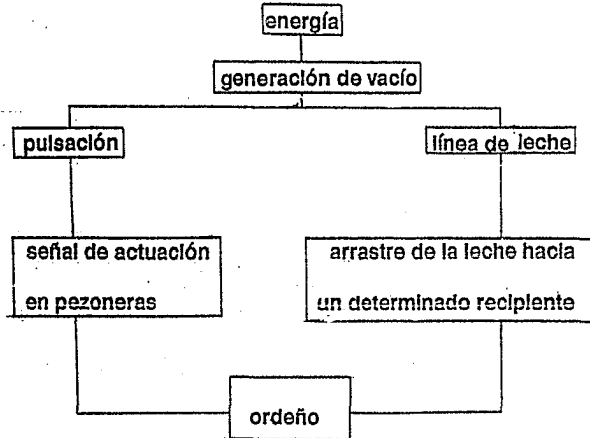 energía
generación de vacío
pulsación
línea de leche
señal de actuación
en pezoneras
arrastre de la leche hacia
un determinado recipiente
ordeño